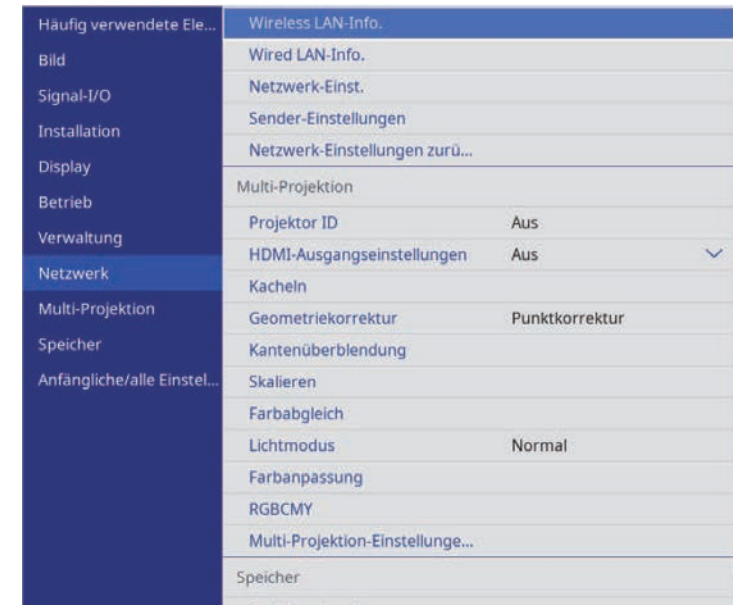 Häufig verwendete Ele...
Bild
Signal-I/O
Installation
Display
Betrieb
Verwaltung
Netzwerk
Multi-Projektion
Speicher
Anfängliche/alle Einstel...
Wireless LAN-Info.
Wired LAN-Info.
Netzwerk-Einst.
Sender-Einstellungen
Netzwerk-Einstellungen zurü...
Multi-Projektion
Projektor ID Aus
HDMI-Ausgangseinstellungen Aus
Kacheln
Geometriekorrektur Punktkorrektur
Kantenüberblendung
Skalieren
Farbabgleich
Lichtmodus Normal
Farbanpassung
RGBCMY
Multi-Projektion-Einstellunge...
Speicher